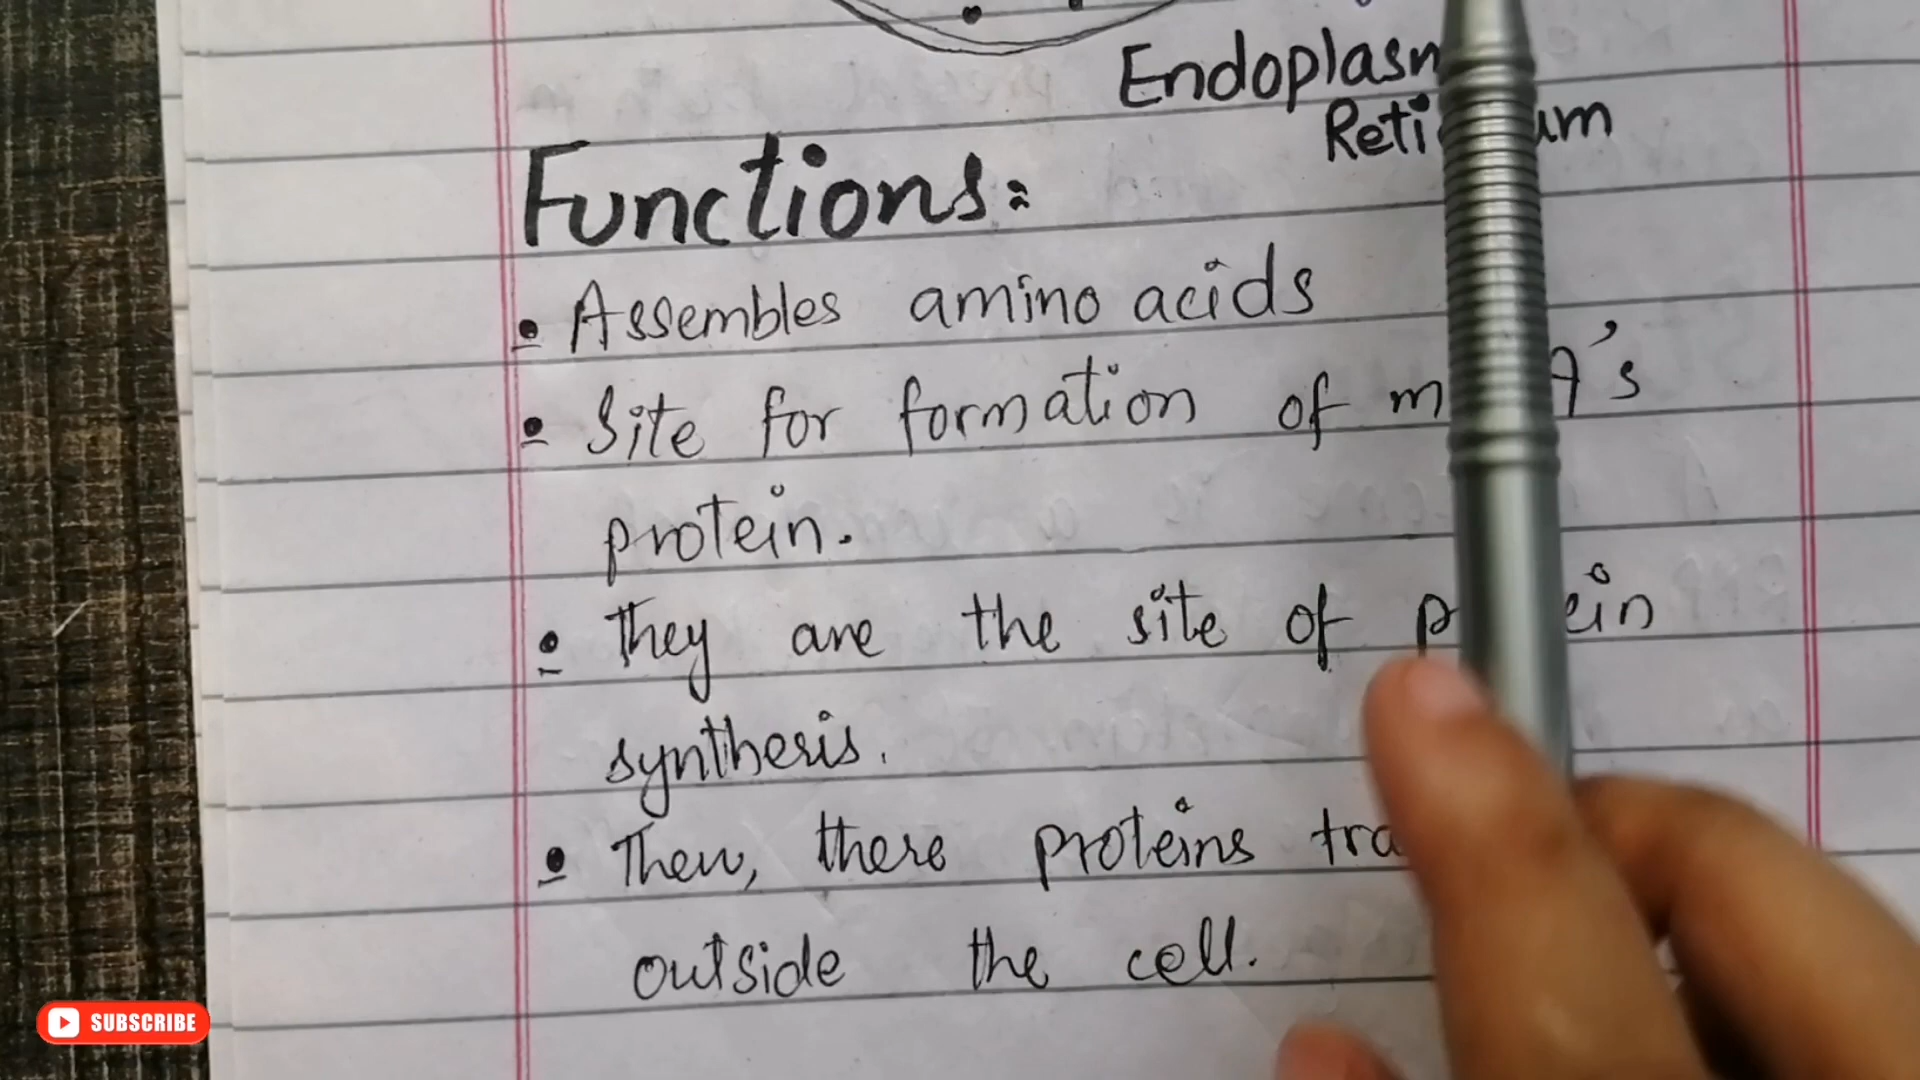 Endoplasm
Reti um
Functions:
• Assembles amino acids
• Site for formation of m A's
protein.
• They are the site of p ein
synthesis.
• Then, these proteins tra
outside the cell.
SUBSCRIBE